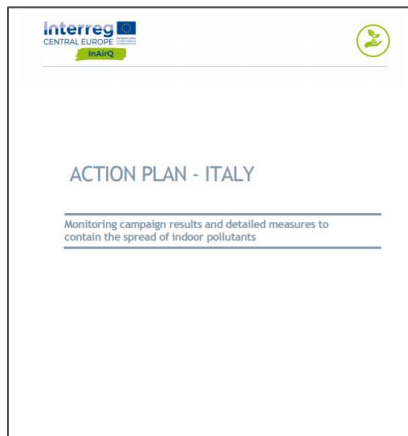 Interreg
CENTRAL EUROPE
InAirQ
ACTION PLAN - ITALY
Monitoring campaign results and detailed measures to
contain the spread of indoor pollutants